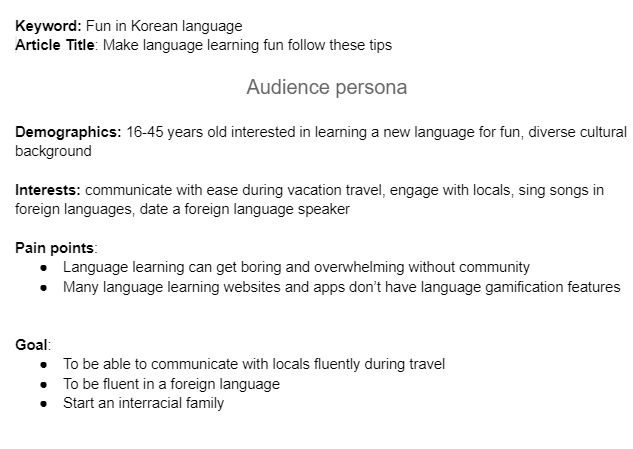 Keyword: Fun in Korean language
Article Title: Make language learning fun follow these tips
Audience persona
Demographics: 16-45 years old interested in learning a new language for fun, diverse cultural
background
Interests: communicate with ease during vacation travel, engage with locals, sing songs in
foreign languages, date a foreign language speaker
Pain points:
● Language learning can get boring and overwhelming without community
● Many language learning websites and apps don’t have language gamification features
Goal:
● To be able to communicate with locals fluently during travel
● To be fluent in a foreign language
● Start an interracial family